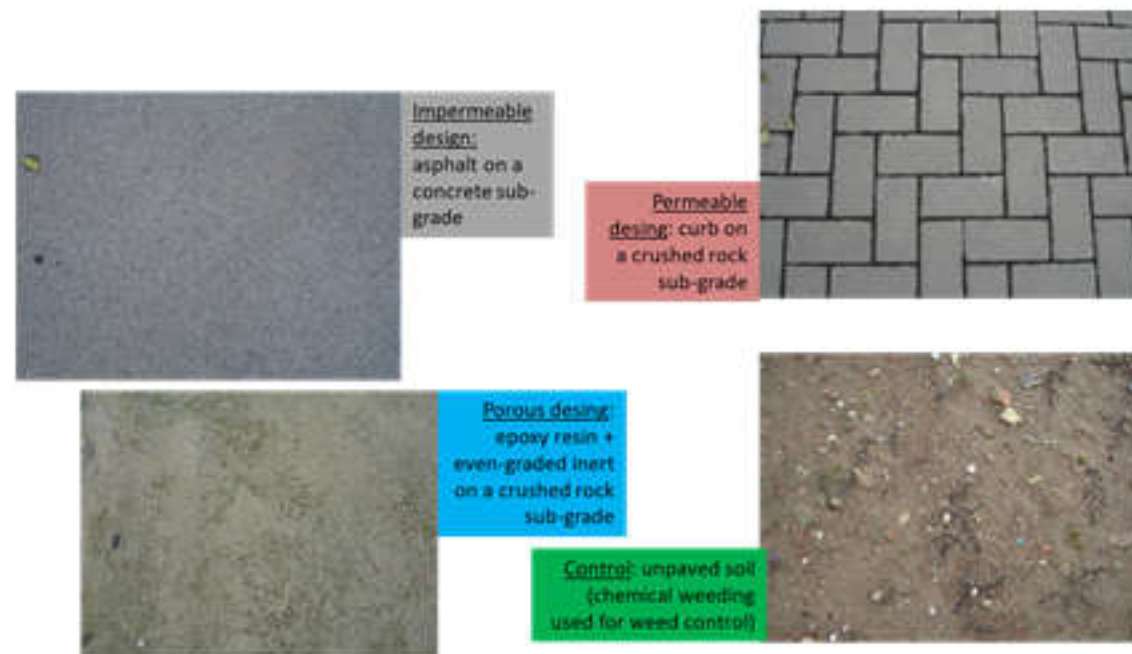 Impermeable
design:
asphalt on a
concrete sub-
grade
Permeable
desing: curb on
a crushed rock
sub-grade
Porous desing:
epoxy resin +
even-graded inert
on a crushed rock
sub-grade
Control: unpaved soil
(chemical weeding
used for weed control)